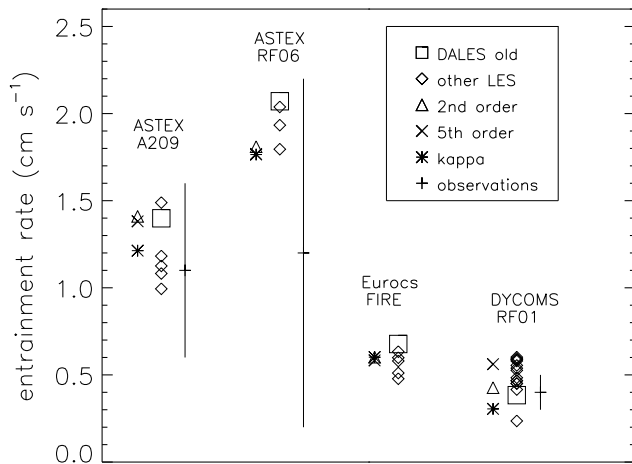 2.5
2.0
1.5
1.0
0.5
0.0
entrainment rate (cm s⁻¹)
ASTEX
A209
ASTEX
RF06
Eurocs
FIRE
DYCOMS
RF01
DALES old
other LES
2nd order
5th order
kappa
observations